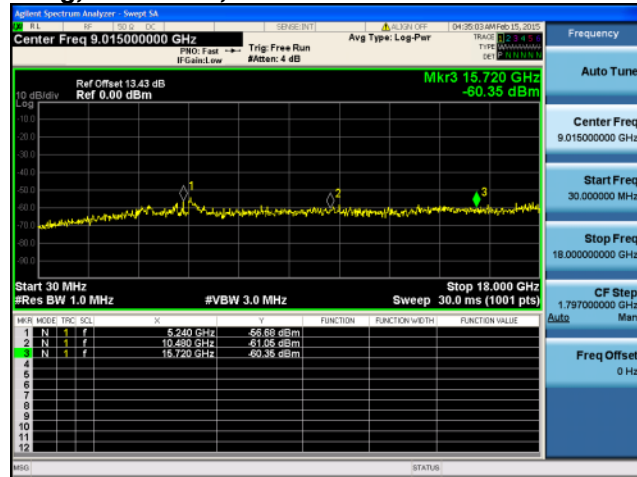 Agilent Spectrum Analyzer - Swept SA
RL RF 50 Ω DC SENSE:INT ALIGN OFF 04:35:03 AM Feb 15, 2015
Center Freq 9.015000000 GHz
PNO: Fast
IFGain:Low
Trig: Free Run
#Atten: 4 dB
Avg Type: Log-Pwr
TRACE 1 2 3 4 5 6
TYPE
DET P N N N N N
Mkr3 15.720 GHz
-60.35 dBm
Ref Offset 13.43 dB
Ref 0.00 dBm
10 dB/div
Log
-10.0
-20.0
-30.0
-40.0
-50.0
-60.0
-70.0
-80.0
-90.0
1
2
3
Start 30 MHz
Stop 18.000 GHz
#Res BW 1.0 MHz
#VBW 3.0 MHz
Sweep 30.0 ms (1001 pts)
MKR MODE TRC SCL X Y FUNCTION FUNCTION WIDTH FUNCTION VALUE
1 N 1 f 5.240 GHz -56.68 dBm
2 N 1 f 10.480 GHz -61.05 dBm
3 N 1 f 15.720 GHz -60.35 dBm
4
5
6
7
8
9
10
11
12
MSG STATUS
Frequency
Auto Tune
Center Freq
9.015000000 GHz
Start Freq
30.000000 MHz
Stop Freq
18.000000000 GHz
CF Step
1.797000000 GHz
Auto Man
Freq Offset
0 Hz